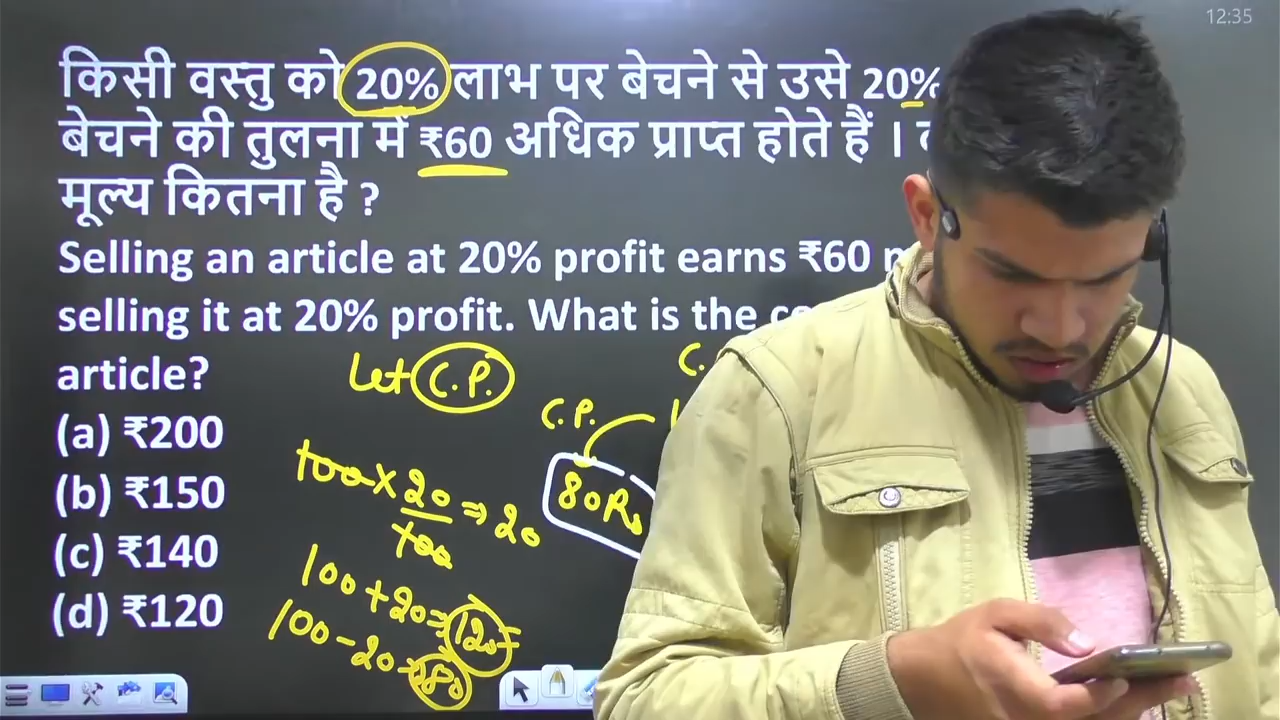 12:35
किसी वस्तु को 20% लाभ पर बेचने से उसे 20%
बेचने की तुलना में ₹60 अधिक प्राप्त होते हैं ।
मूल्य कितना है ?
Selling an article at 20% profit earns ₹60
selling it at 20% profit. What is the
article?
Let C.P.
C.
C.P.
(a) ₹200
100 × 20/100 ⇒ 20
80Rs
(b) ₹150
(c) ₹140
100 + 20 = 120
(d) ₹120
100 - 20 = 80